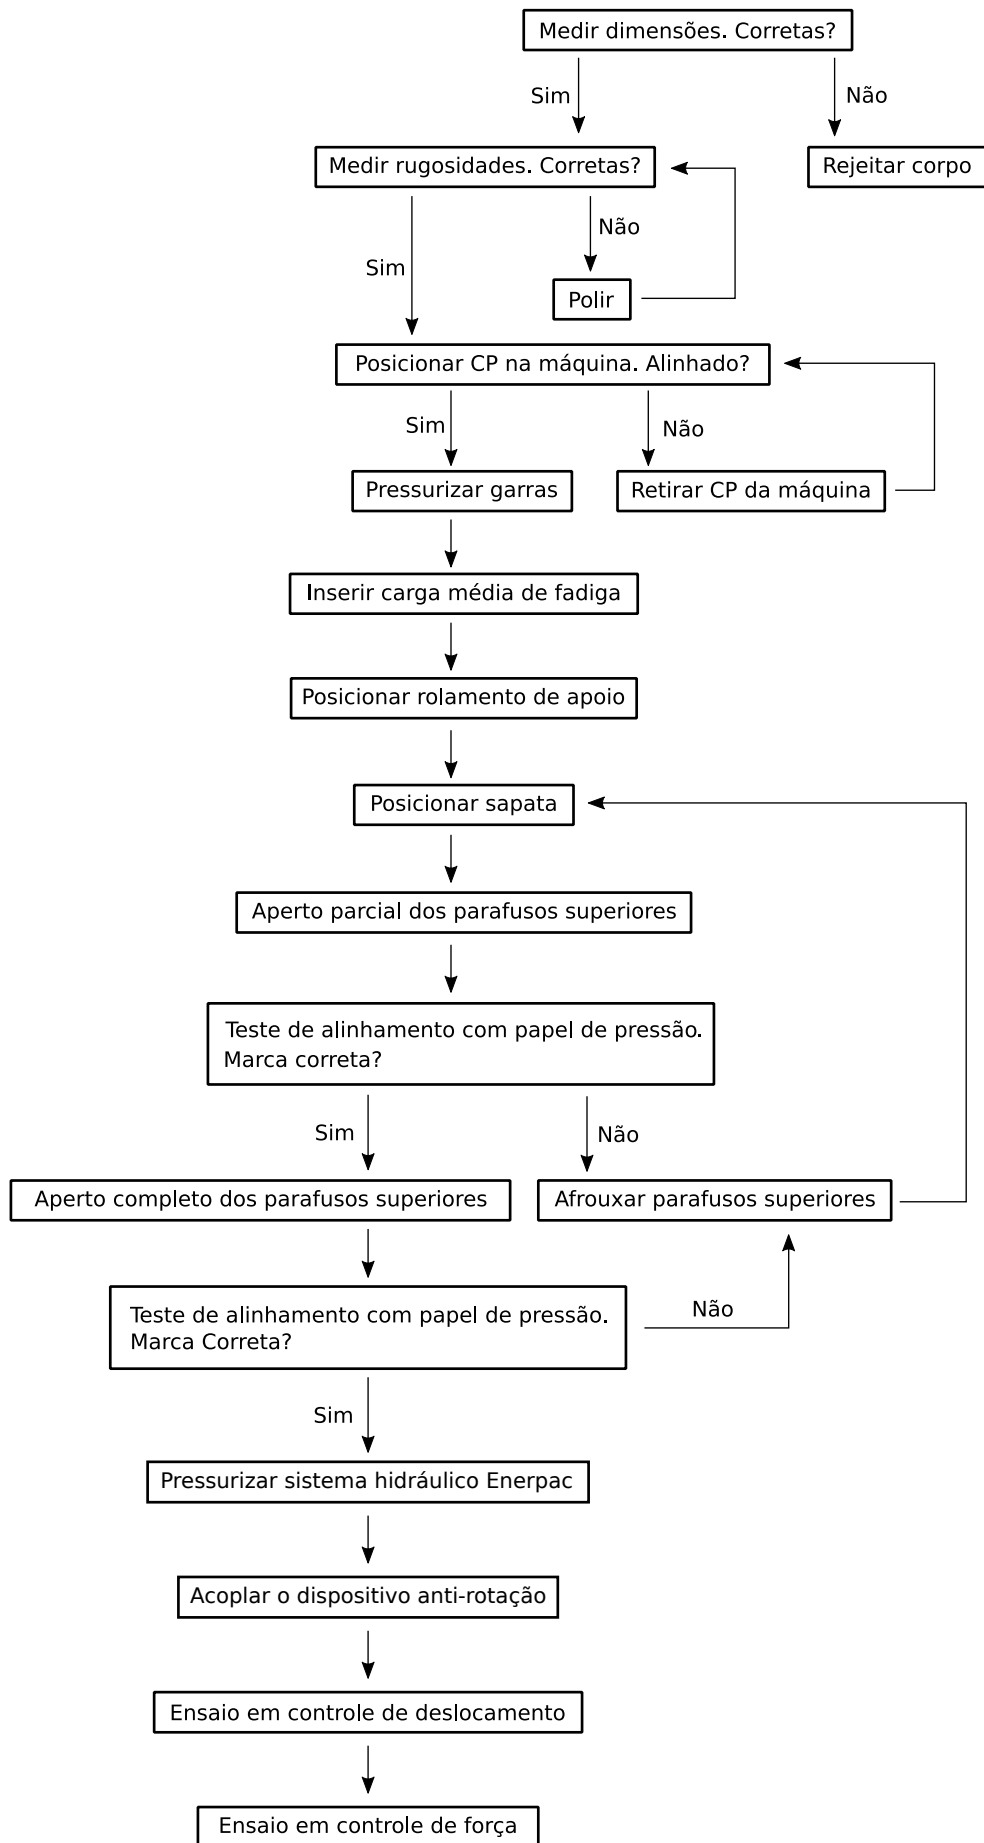 Medir dimensões. Corretas?
Sim
Não
Medir rugosidades. Corretas?
Rejeitar corpo
Não
Sim
Polir
Posicionar CP na máquina. Alinhado?
Sim
Não
Pressurizar garras
Retirar CP da máquina
Inserir carga média de fadiga
Posicionar rolamento de apoio
Posicionar sapata
Aperto parcial dos parafusos superiores
Teste de alinhamento com papel de pressão.
Marca correta?
Sim
Não
Aperto completo dos parafusos superiores
Afrouxar parafusos superiores
Teste de alinhamento com papel de pressão.
Marca Correta?
Não
Sim
Pressurizar sistema hidráulico Enerpac
Acoplar o dispositivo anti-rotação
Ensaio em controle de deslocamento
Ensaio em controle de força